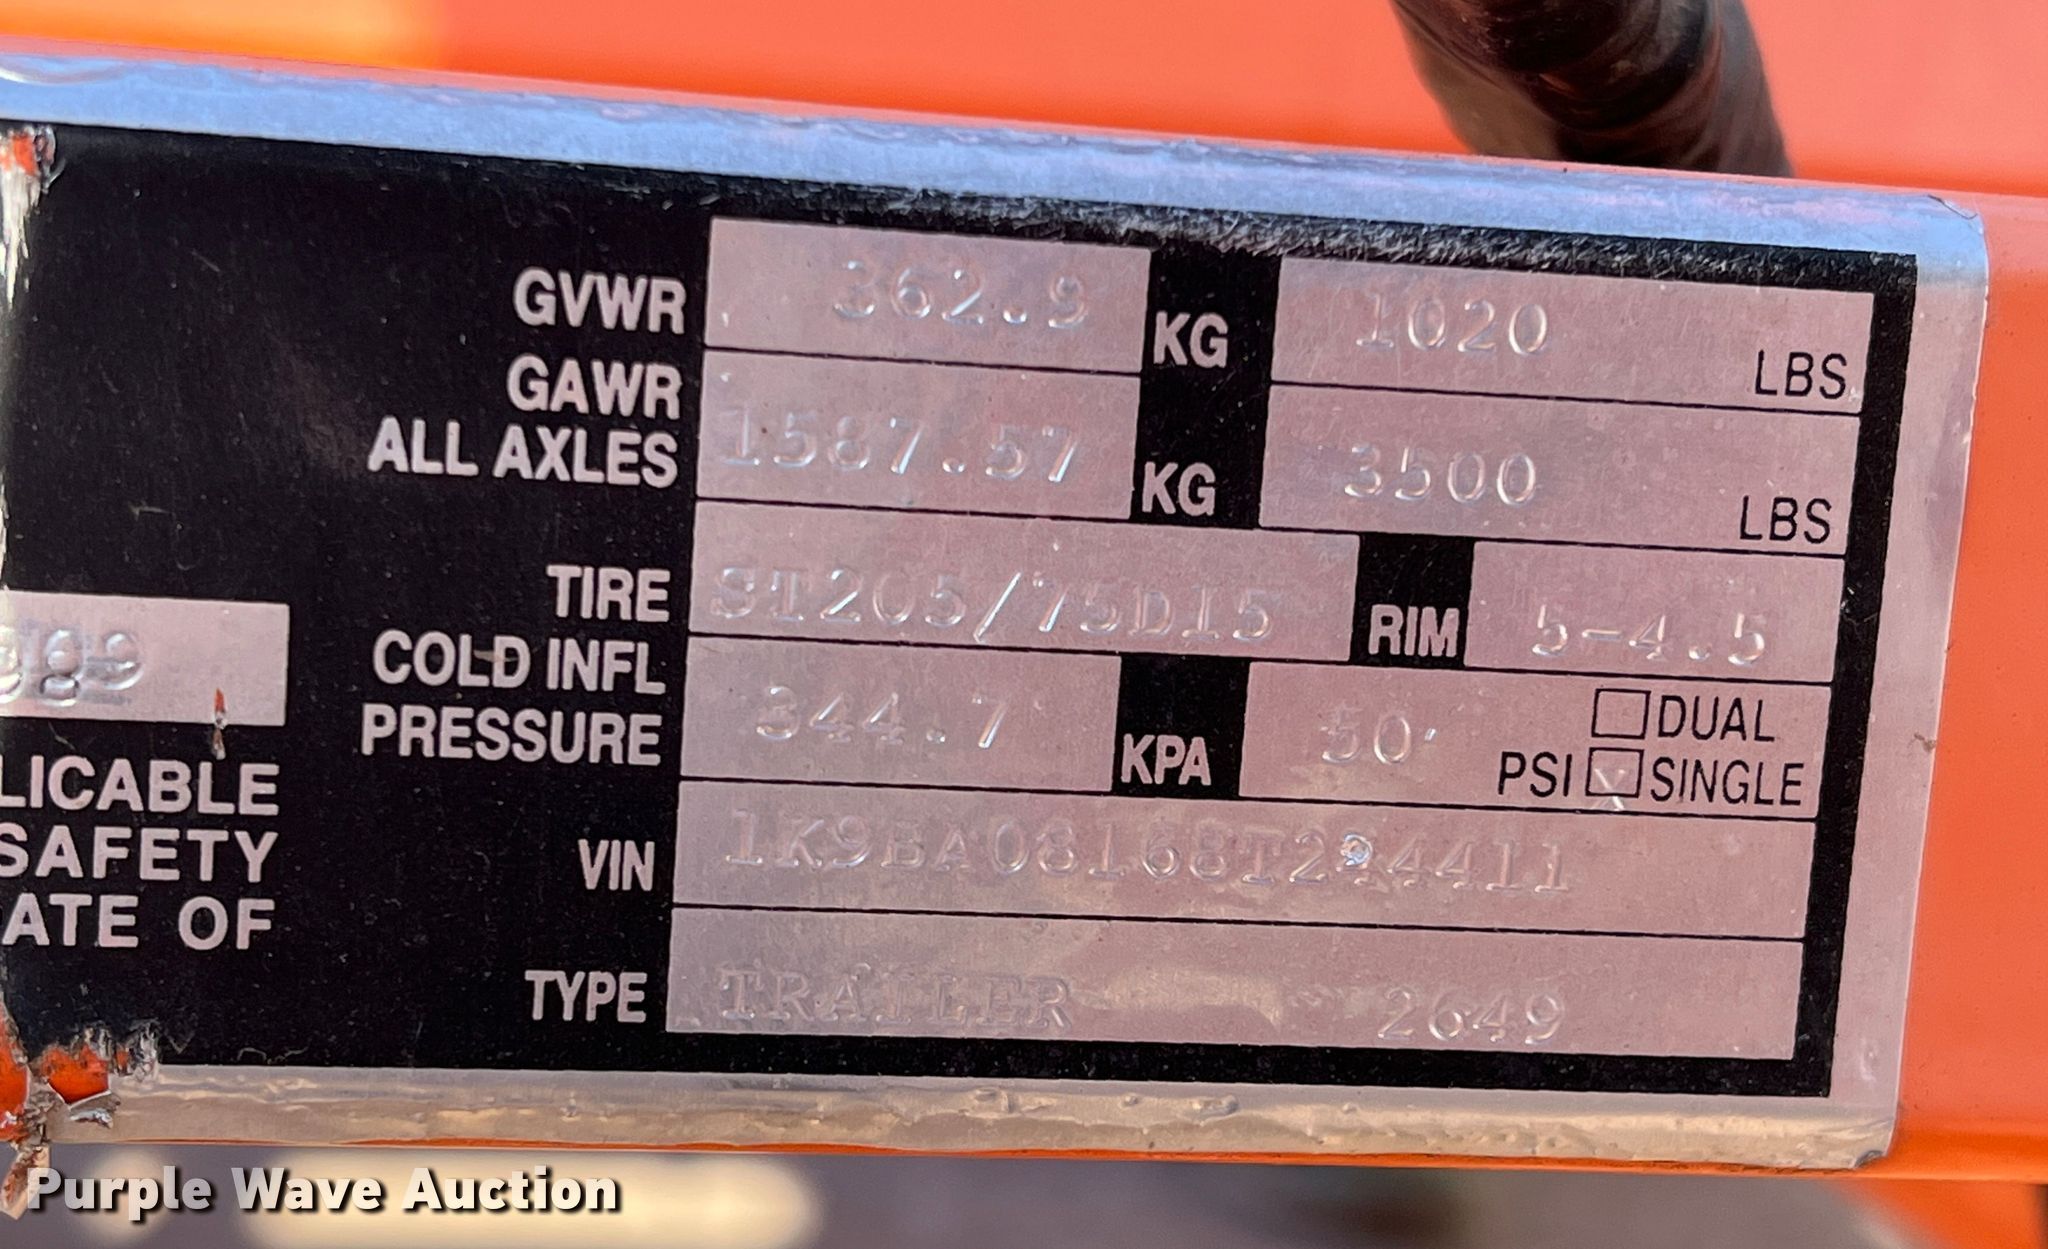 GVWR 362.9 KG 1020 LBS
GAWR
ALL AXLES 1587.57 KG 3500 LBS
TIRE ST205/75D15 RIM 5-4.5
COLD INFL
PRESSURE 344.7 KPA 50 PSI
DUAL
X SINGLE
VIN
TYPE TRAILER 2649
LICABLE
SAFETY
ATE OF
Purple Wave Auction